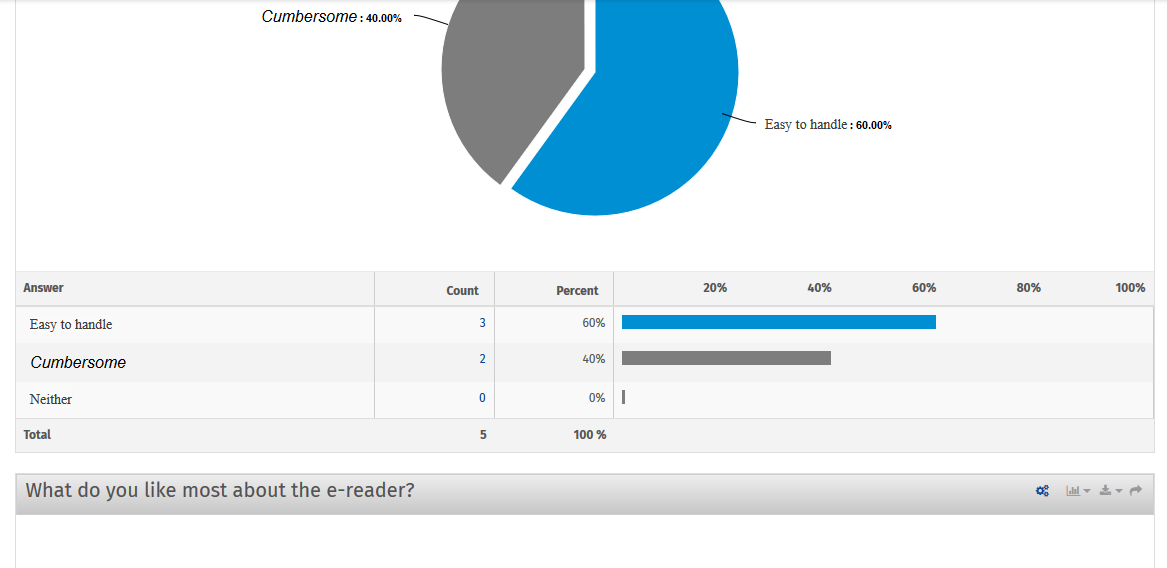 Cumbersome : 40.00%
Easy to handle : 60.00%
Answer Count Percent 20% 40% 60% 80% 100%
Easy to handle 3 60%
Cumbersome 2 40%
Neither 0 0%
Total 5 100 %
What do you like most about the e-reader?